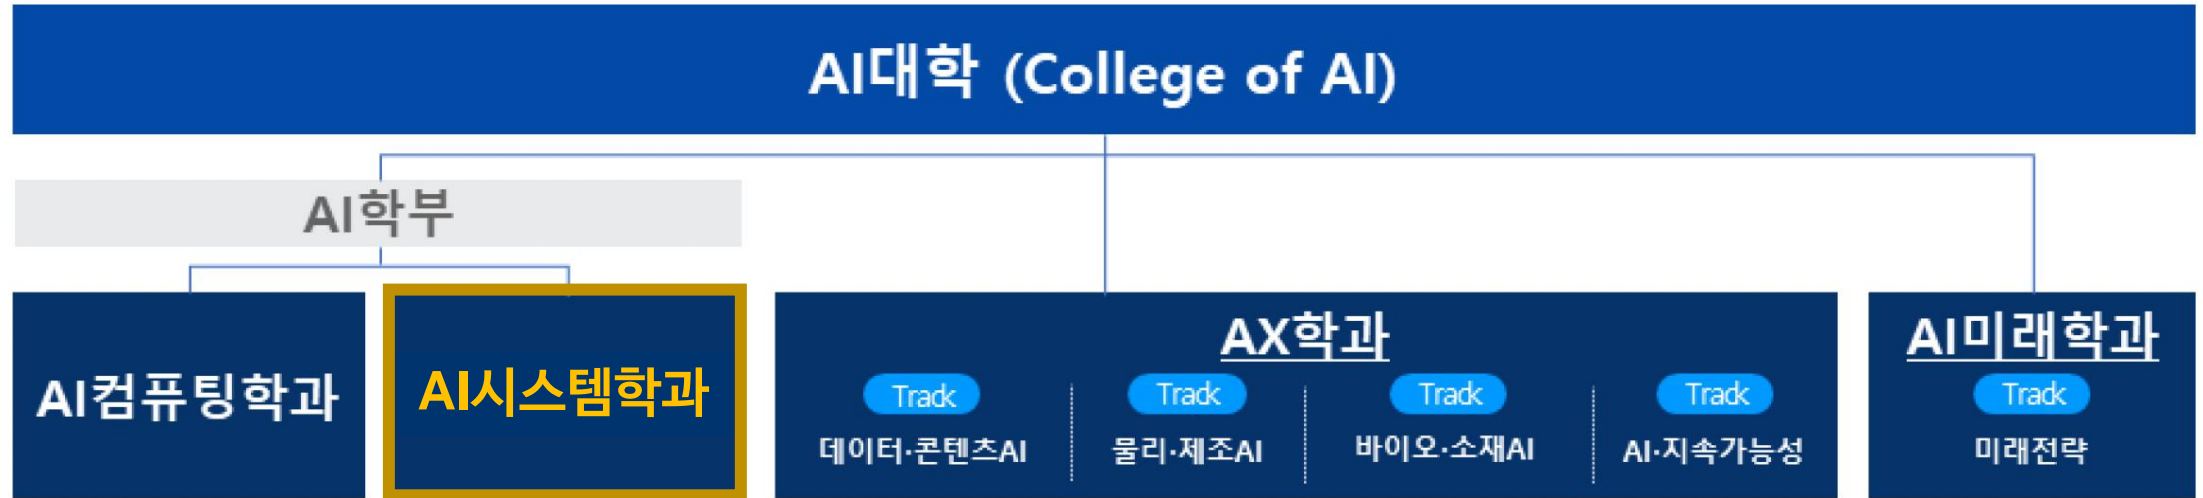 AI대학 (College of AI)
AI학부
AI컴퓨팅학과
AI시스템학과
AX학과
Track
데이터·콘텐츠AI
Track
물리·제조AI
Track
바이오·소재AI
Track
AI·지속가능성
AI미래학과
Track
미래전략